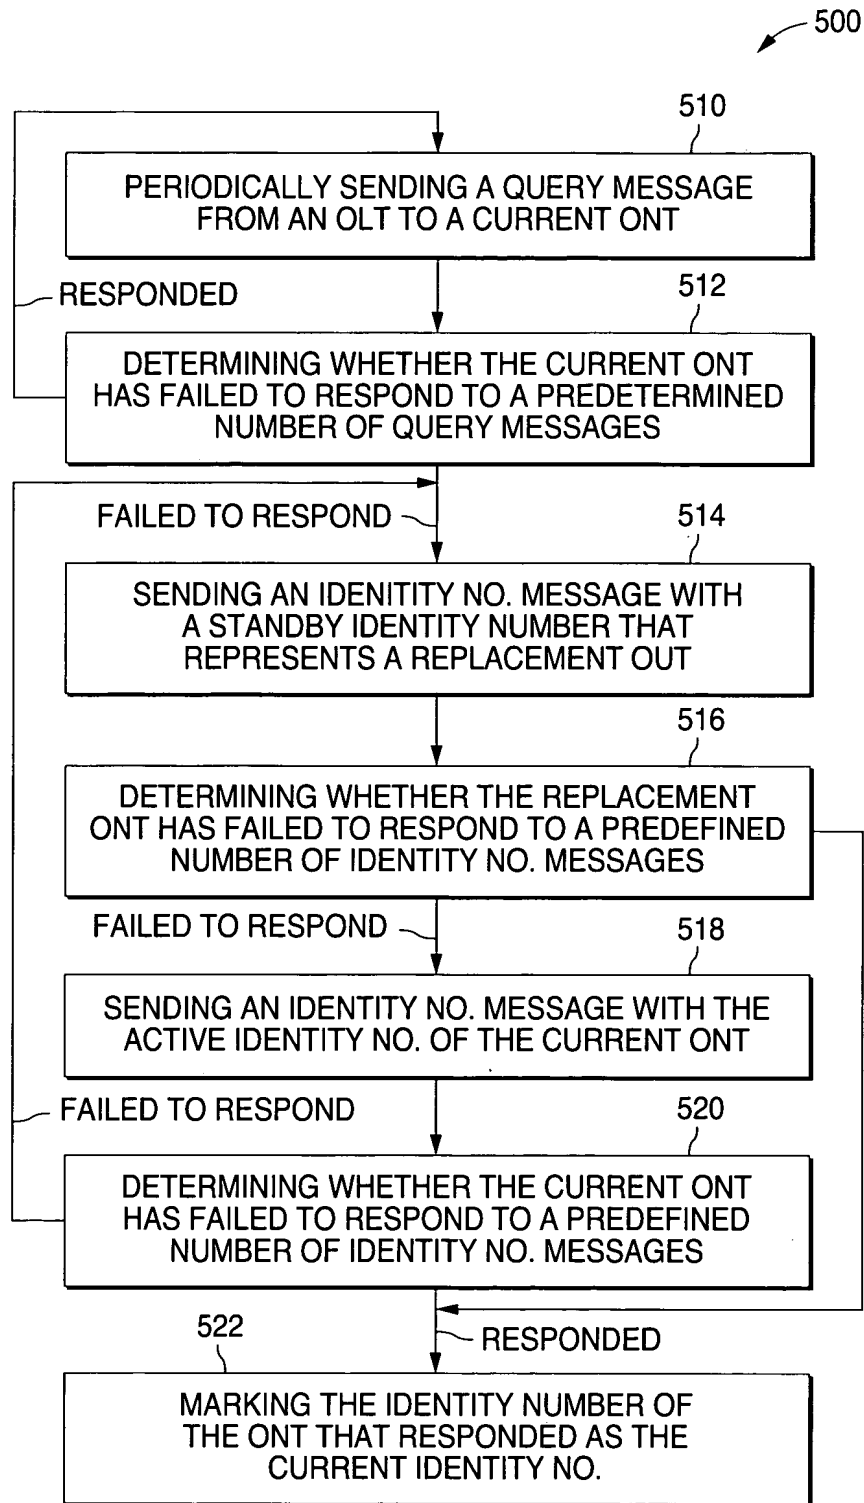 500
510
PERIODICALLY SENDING A QUERY MESSAGE
FROM AN OLT TO A CURRENT ONT
RESPONDED
512
DETERMINING WHETHER THE CURRENT ONT
HAS FAILED TO RESPOND TO A PREDETERMINED
NUMBER OF QUERY MESSAGES
FAILED TO RESPOND
514
SENDING AN IDENITITY NO. MESSAGE WITH
A STANDBY IDENTITY NUMBER THAT
REPRESENTS A REPLACEMENT OUT
516
DETERMINING WHETHER THE REPLACEMENT
ONT HAS FAILED TO RESPOND TO A PREDEFINED
NUMBER OF IDENTITY NO. MESSAGES
FAILED TO RESPOND
518
SENDING AN IDENTITY NO. MESSAGE WITH THE
ACTIVE IDENTITY NO. OF THE CURRENT ONT
FAILED TO RESPOND
520
DETERMINING WHETHER THE CURRENT ONT
HAS FAILED TO RESPOND TO A PREDEFINED
NUMBER OF IDENTITY NO. MESSAGES
RESPONDED
522
MARKING THE IDENTITY NUMBER OF
THE ONT THAT RESPONDED AS THE
CURRENT IDENTITY NO.